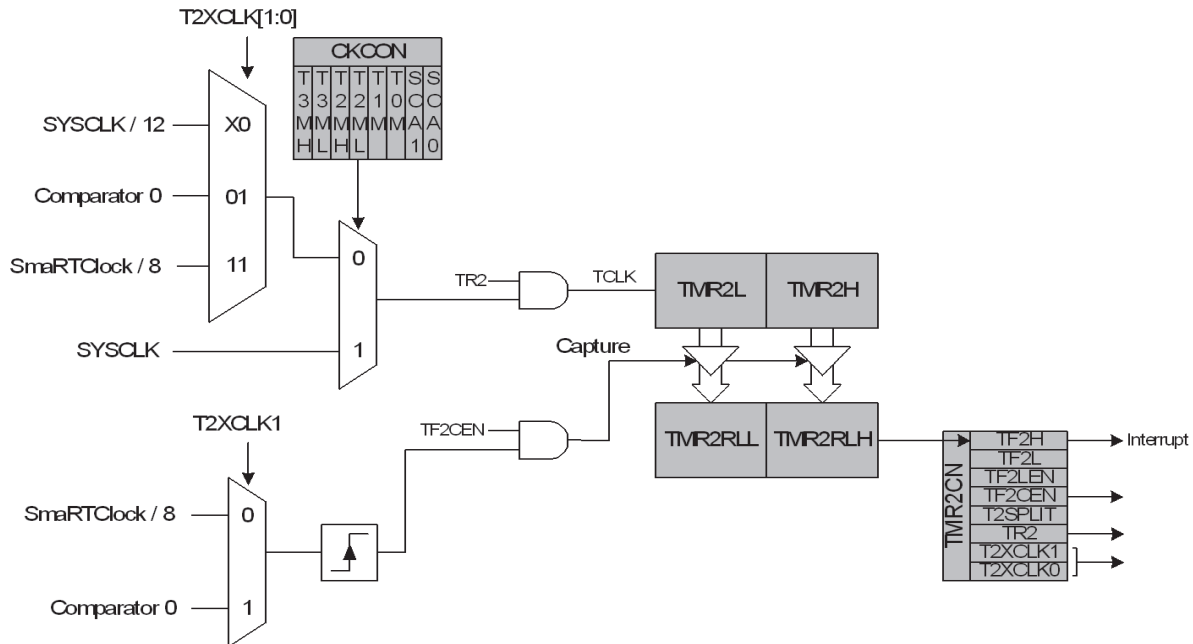 T2XCLK[1:0]
CKCON
T3MH
T3ML
T2MH
T2ML
T1M
T0M
SCA1
SCA0
SYSCLK / 12
X0
Comparator 0
01
SmaRTClock / 8
11
0
SYSCLK
1
TR2
TCLK
TMR2L
TMR2H
Capture
T2XCLK1
TF2CEN
TMR2RLL
TMR2RLH
SmaRTClock / 8
0
Comparator 0
1
TMR2CN
TF2H
Interrupt
TF2L
TF2LEN
TF2CEN
T2SPLIT
TR2
T2XCLK1
T2XCLK0